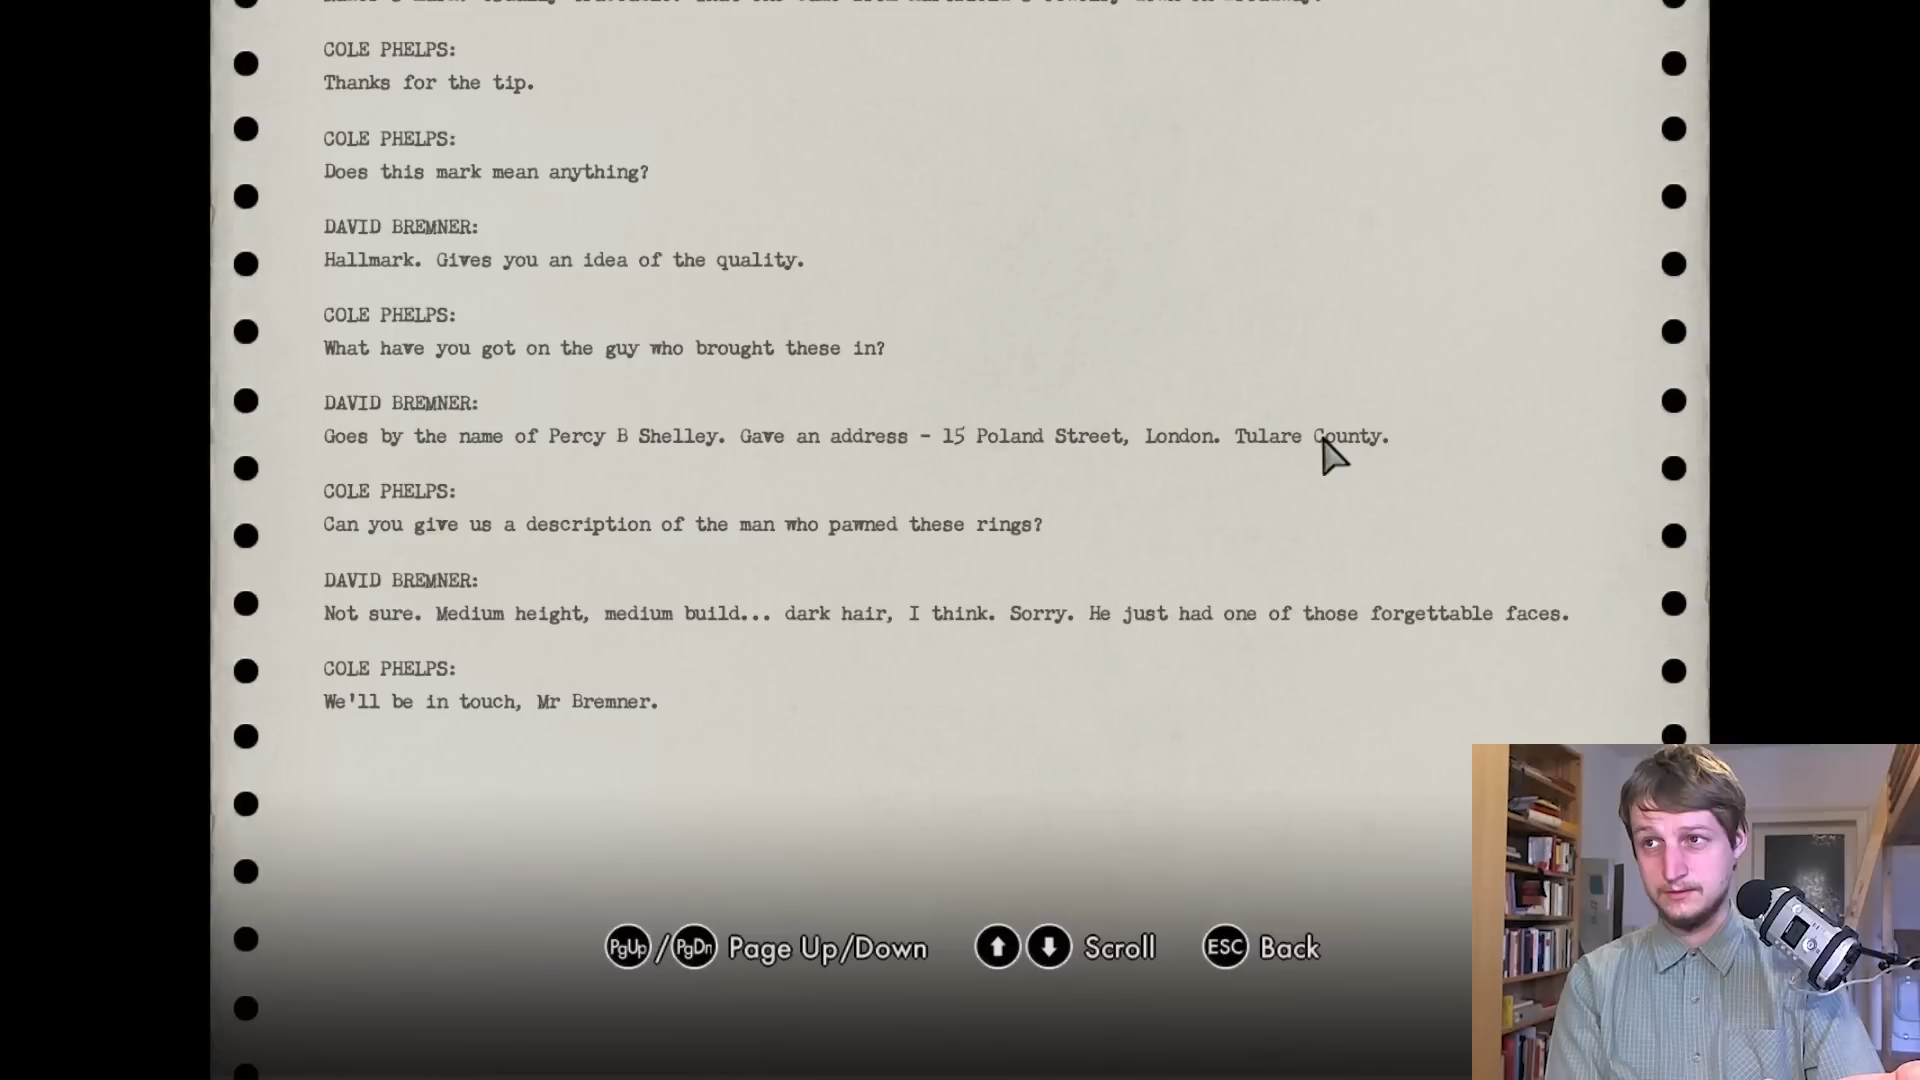 COLE PHELPS:
Thanks for the tip.
COLE PHELPS:
Does this mark mean anything?
DAVID BREMNER:
Hallmark. Gives you an idea of the quality.
COLE PHELPS:
What have you got on the guy who brought these in?
DAVID BREMNER:
Goes by the name of Percy B Shelley. Gave an address - 15 Poland Street, London. Tulare County.
COLE PHELPS:
Can you give us a description of the man who pawned these rings?
DAVID BREMNER:
Not sure. Medium height, medium build... dark hair, I think. Sorry. He just had one of those forgettable faces.
COLE PHELPS:
We'll be in touch, Mr Bremner.
PgUp/PgDn Page Up/Down Scroll ESC Back